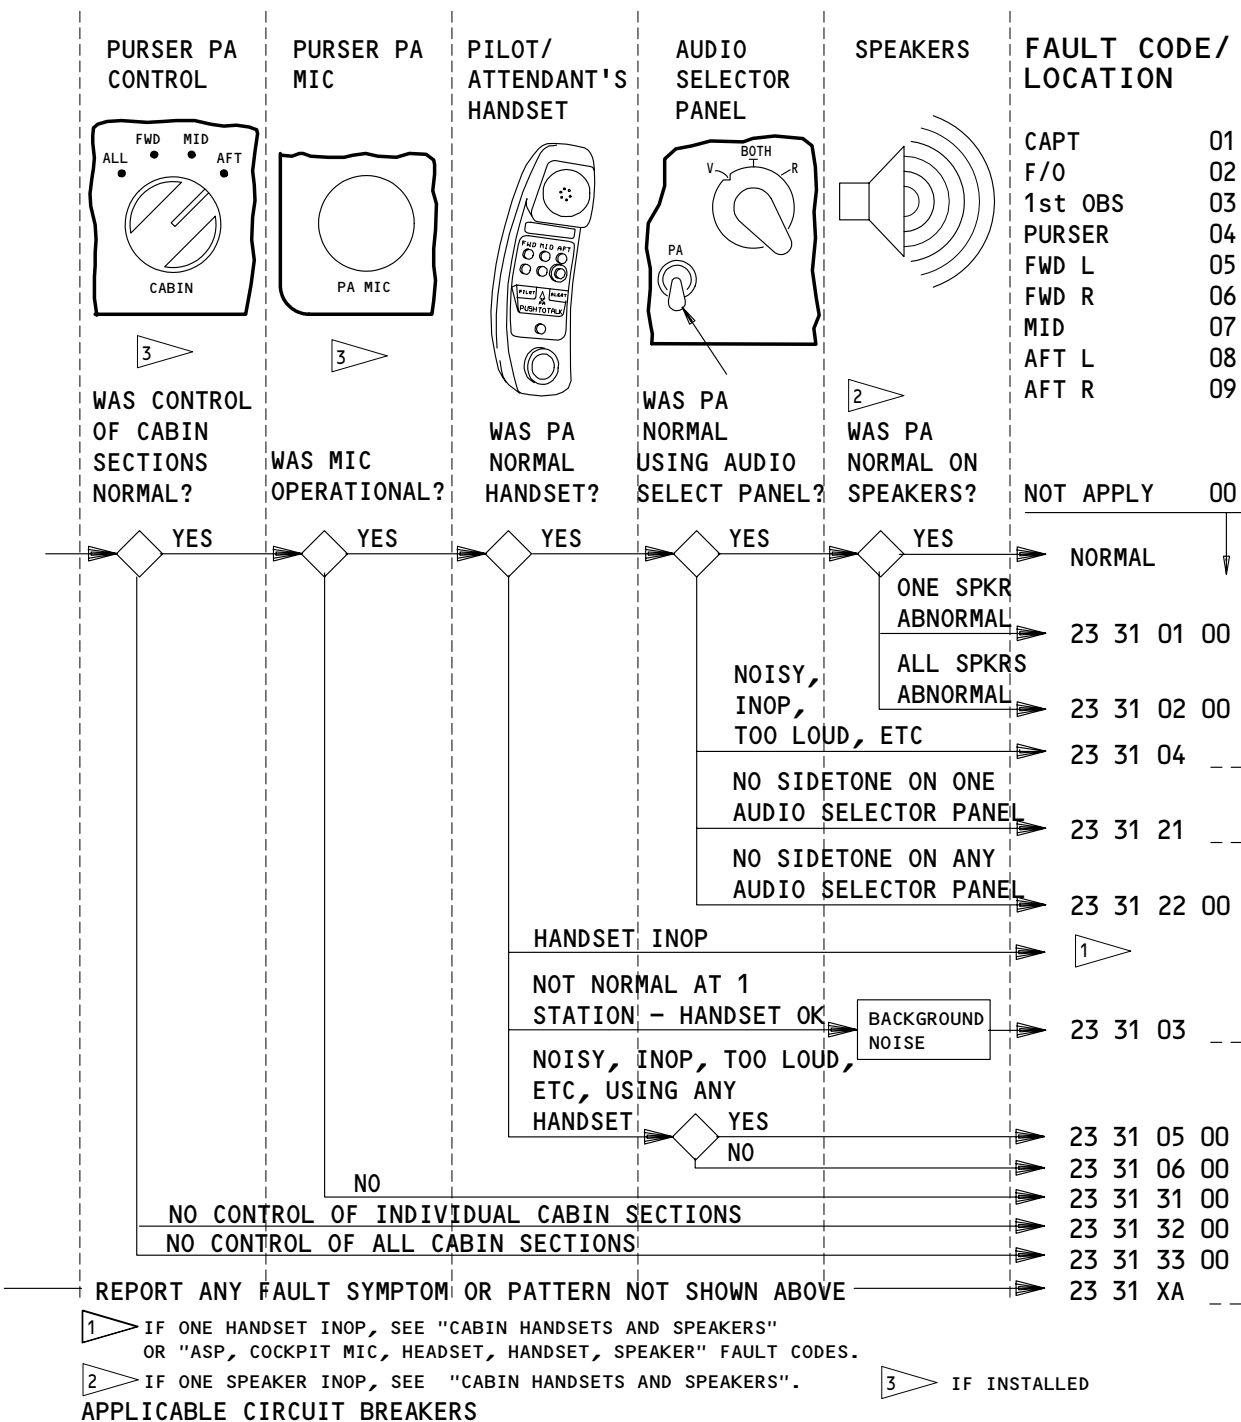 PURSER PA
CONTROL
PURSER PA
MIC
PILOT/
ATTENDANT'S
HANDSET
AUDIO
SELECTOR
PANEL
SPEAKERS
FAULT CODE/
LOCATION
ALL FWD MID AFT
CABIN
PA MIC
FWD MID AFT
PILOT ALERT
PA
PUSH TO TALK
V BOTH R
PA
CAPT 01
F/O 02
1st OBS 03
PURSER 04
FWD L 05
FWD R 06
MID 07
AFT L 08
AFT R 09
NOT APPLY 00
3
3
2
WAS CONTROL
OF CABIN
SECTIONS
NORMAL?
WAS MIC
OPERATIONAL?
WAS PA
NORMAL
HANDSET?
WAS PA
NORMAL
USING AUDIO
SELECT PANEL?
WAS PA
NORMAL ON
SPEAKERS?
YES YES YES YES YES NORMAL
ONE SPKR
ABNORMAL 23 31 01 00
ALL SPKRS
ABNORMAL 23 31 02 00
NOISY,
INOP,
TOO LOUD, ETC 23 31 04 _ _
NO SIDETONE ON ONE
AUDIO SELECTOR PANEL 23 31 21 _ _
NO SIDETONE ON ANY
AUDIO SELECTOR PANEL 23 31 22 00
HANDSET INOP 1
NOT NORMAL AT 1
STATION - HANDSET OK
BACKGROUND
NOISE
23 31 03 _ _
NOISY, INOP, TOO LOUD,
ETC, USING ANY
HANDSET YES 23 31 05 00
NO 23 31 06 00
NO 23 31 31 00
NO CONTROL OF INDIVIDUAL CABIN SECTIONS 23 31 32 00
NO CONTROL OF ALL CABIN SECTIONS 23 31 33 00
REPORT ANY FAULT SYMPTOM OR PATTERN NOT SHOWN ABOVE 23 31 XA _ _
1 IF ONE HANDSET INOP, SEE "CABIN HANDSETS AND SPEAKERS"
OR "ASP, COCKPIT MIC, HEADSET, HANDSET, SPEAKER" FAULT CODES.
2 IF ONE SPEAKER INOP, SEE "CABIN HANDSETS AND SPEAKERS".
3 IF INSTALLED
APPLICABLE CIRCUIT BREAKERS